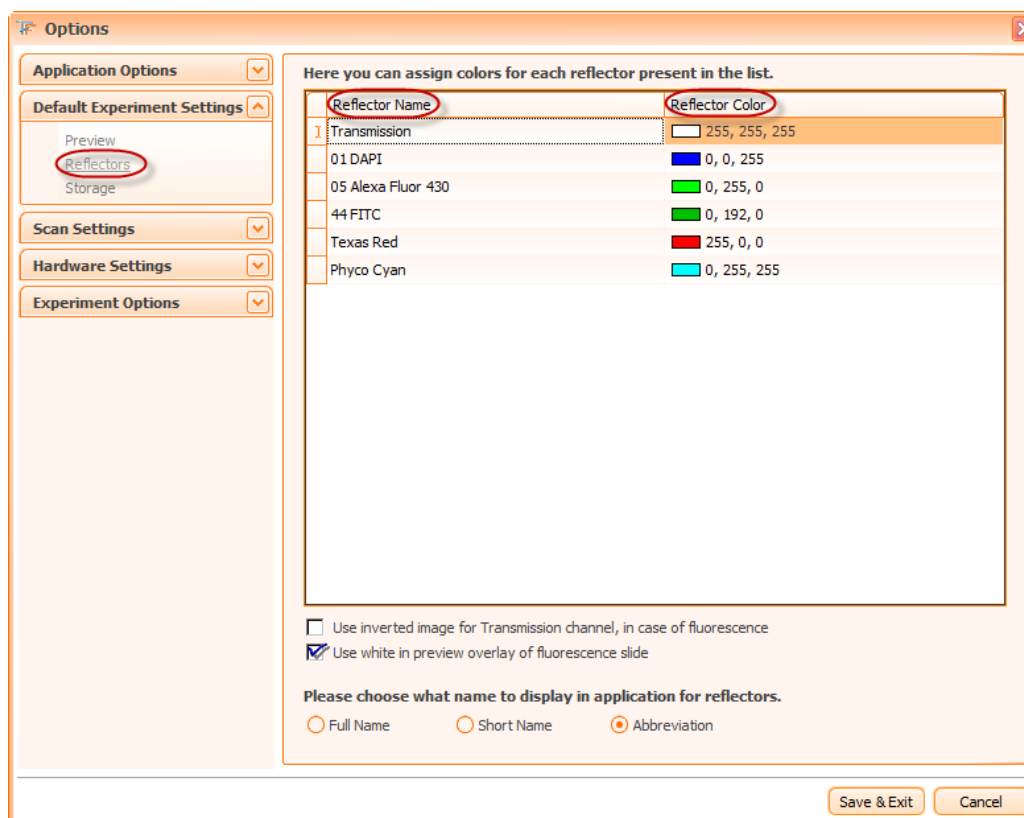 Options
Application Options
Default Experiment Settings
Preview
Reflectors
Storage
Scan Settings
Hardware Settings
Experiment Options
Here you can assign colors for each reflector present in the list.
Reflector Name Reflector Color
Transmission 255, 255, 255
01 DAPI 0, 0, 255
05 Alexa Fluor 430 0, 255, 0
44 FITC 0, 192, 0
Texas Red 255, 0, 0
Phyco Cyan 0, 255, 255
Use inverted image for Transmission channel, in case of fluorescence
Use white in preview overlay of fluorescence slide
Please choose what name to display in application for reflectors.
Full Name Short Name Abbreviation
Save & Exit Cancel